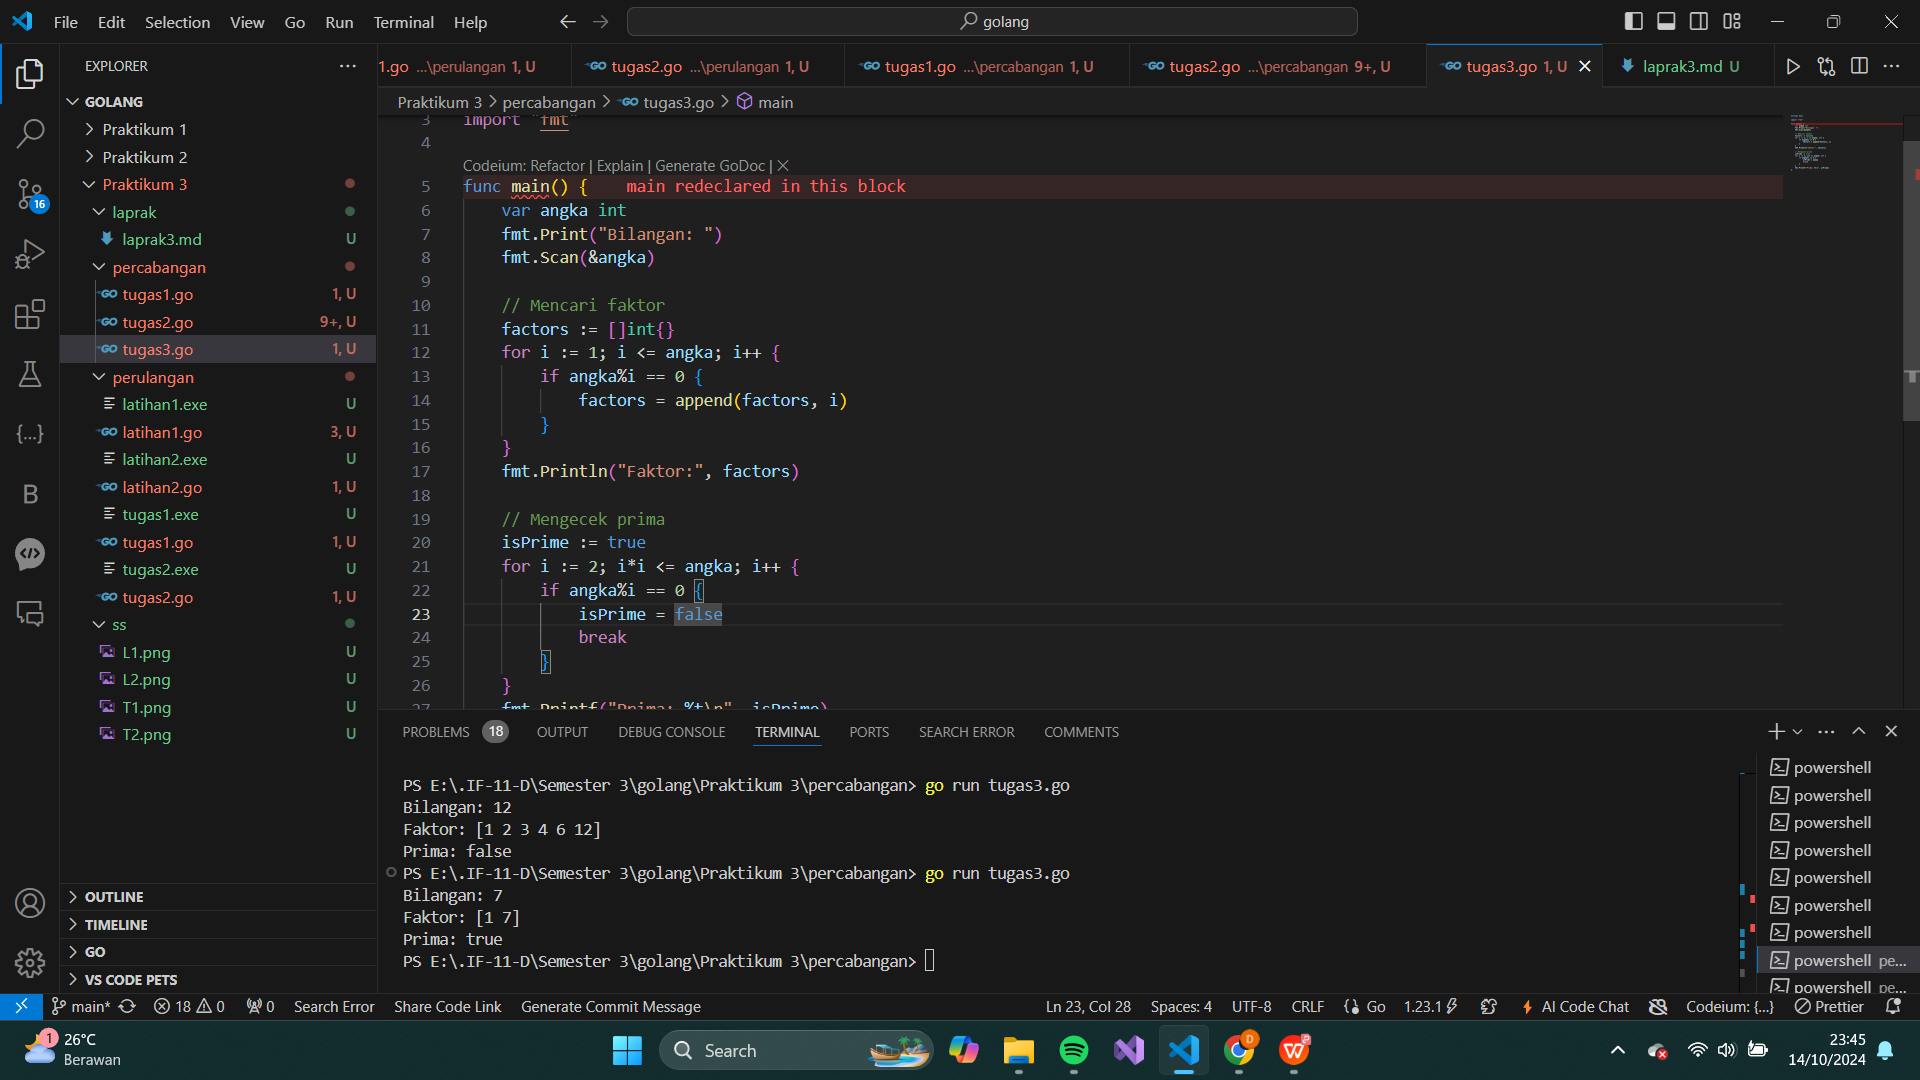 File Edit Selection View Go Run Terminal Help
golang
EXPLORER
GOLANG
Praktikum 1
Praktikum 2
Praktikum 3
laprak
laprak3.md U
percabangan
tugas1.go 1, U
tugas2.go 9+, U
tugas3.go 1, U
perulangan
latihan1.exe U
latihan1.go 3, U
latihan2.exe U
latihan2.go 1, U
tugas1.exe U
tugas1.go 1, U
tugas2.exe U
tugas2.go 1, U
ss
L1.png U
L2.png U
T1.png U
T2.png U
OUTLINE
TIMELINE
GO
VS CODE PETS
16
B
1.go ...\perulangan 1, U
tugas2.go ...\perulangan 1, U
tugas1.go ...\percabangan 1, U
tugas2.go ...\percabangan 9+, U
tugas3.go 1, U
laprak3.md U
Praktikum 3 > percabangan > tugas3.go > main
3 import "fmt"
4
Codeium: Refactor | Explain | Generate GoDoc | ×
5 func main() { main redeclared in this block
6 var angka int
7 fmt.Print("Bilangan: ")
8 fmt.Scan(&angka)
9
10 // Mencari faktor
11 factors := []int{}
12 for i := 1; i <= angka; i++ {
13 if angka%i == 0 {
14 factors = append(factors, i)
15 }
16 }
17 fmt.Println("Faktor:", factors)
18
19 // Mengecek prima
20 isPrime := true
21 for i := 2; i*i <= angka; i++ {
22 if angka%i == 0 {
23 isPrime = false
24 break
25 }
26 }
27 fmt.Printf("Prima: %t\n", isPrime)
PROBLEMS 18 OUTPUT DEBUG CONSOLE TERMINAL PORTS SEARCH ERROR COMMENTS
PS E:\.IF-11-D\Semester 3\golang\Praktikum 3\percabangan> go run tugas3.go
Bilangan: 12
Faktor: [1 2 3 4 6 12]
Prima: false
PS E:\.IF-11-D\Semester 3\golang\Praktikum 3\percabangan> go run tugas3.go
Bilangan: 7
Faktor: [1 7]
Prima: true
PS E:\.IF-11-D\Semester 3\golang\Praktikum 3\percabangan>
powershell
powershell
powershell
powershell
powershell
powershell
powershell
powershell pe...
powershell pe...
main* 18 0 0 Search Error Share Code Link Generate Commit Message
Ln 23, Col 28 Spaces: 4 UTF-8 CRLF Go 1.23.1 AI Code Chat Codeium: {...} Prettier
1
26°C
Berawan
Search
D
23:45
14/10/2024